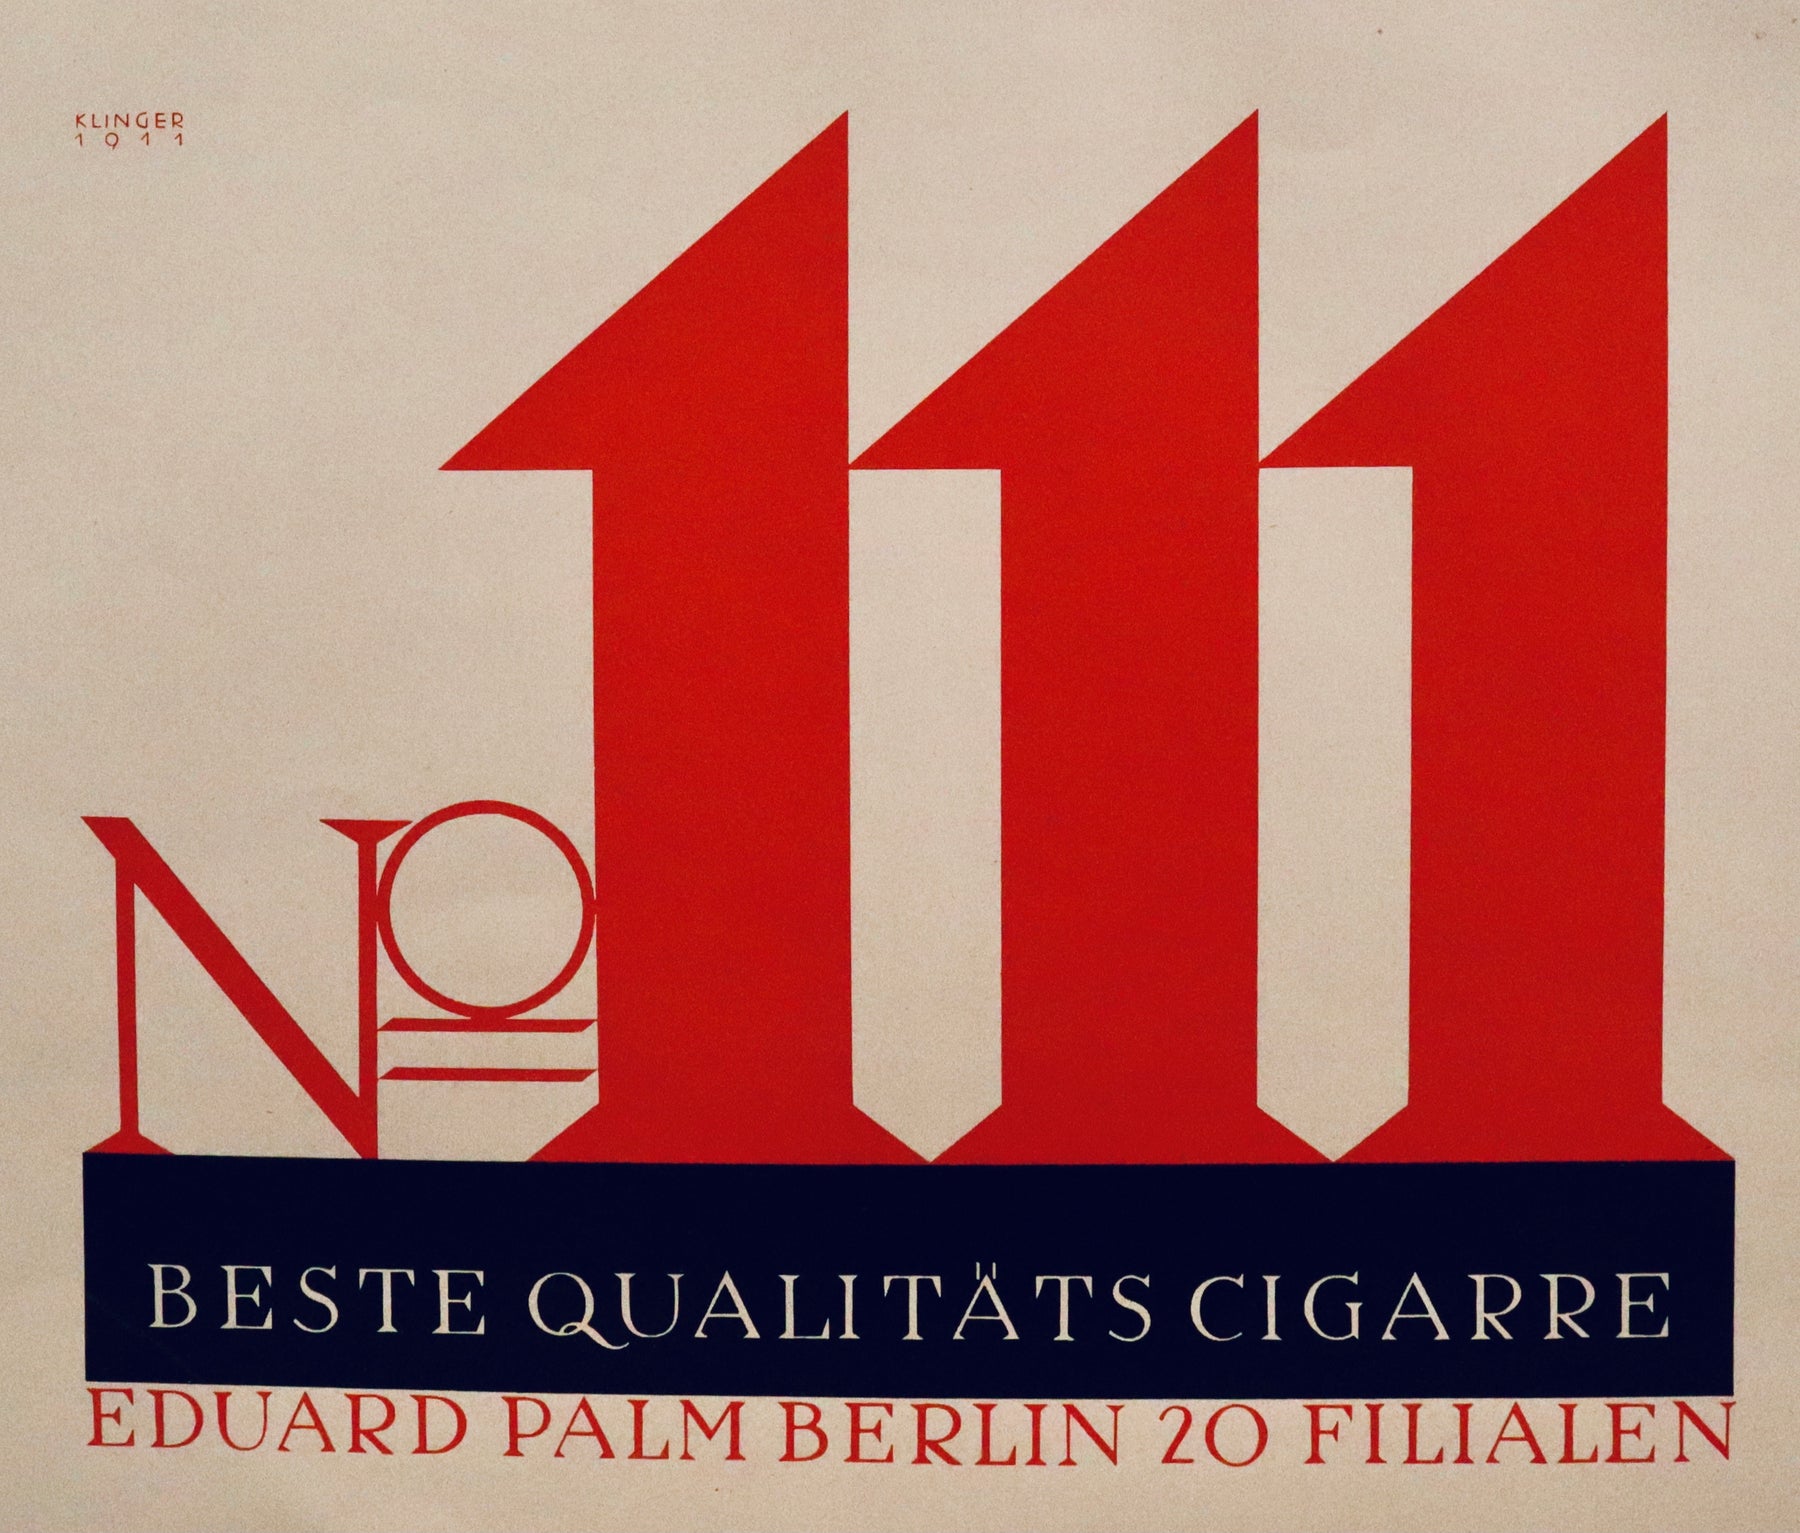 KLINGER
1911
No 111
BESTE QUALITÄTS CIGARRE
EDUARD PALM BERLIN 20 FILIALEN